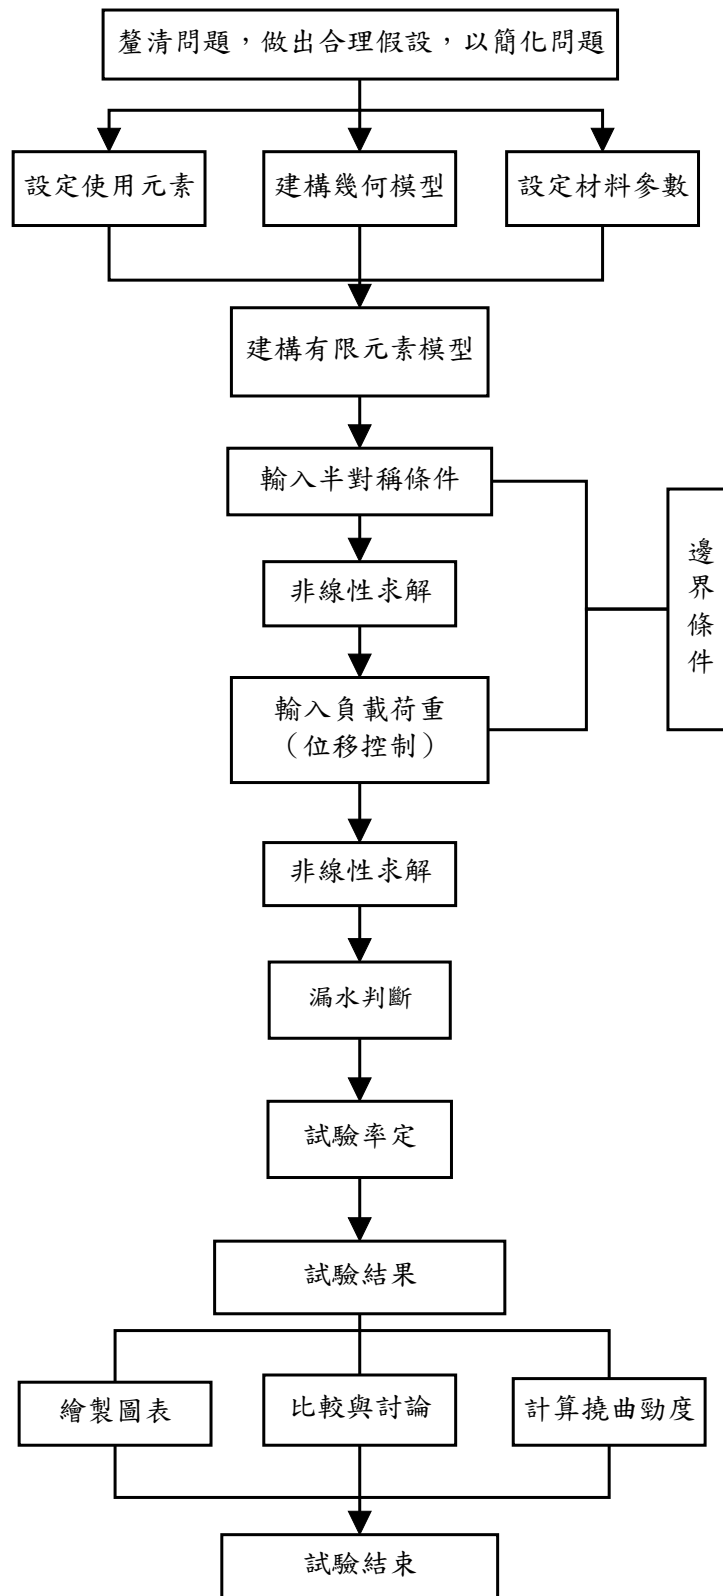 釐清問題，做出合理假設，以簡化問題
設定使用元素
建構幾何模型
設定材料參數
建構有限元素模型
輸入半對稱條件
邊界條件
非線性求解
輸入負載荷重
（位移控制）
非線性求解
漏水判斷
試驗率定
試驗結果
繪製圖表
比較與討論
計算撓曲勁度
試驗結束